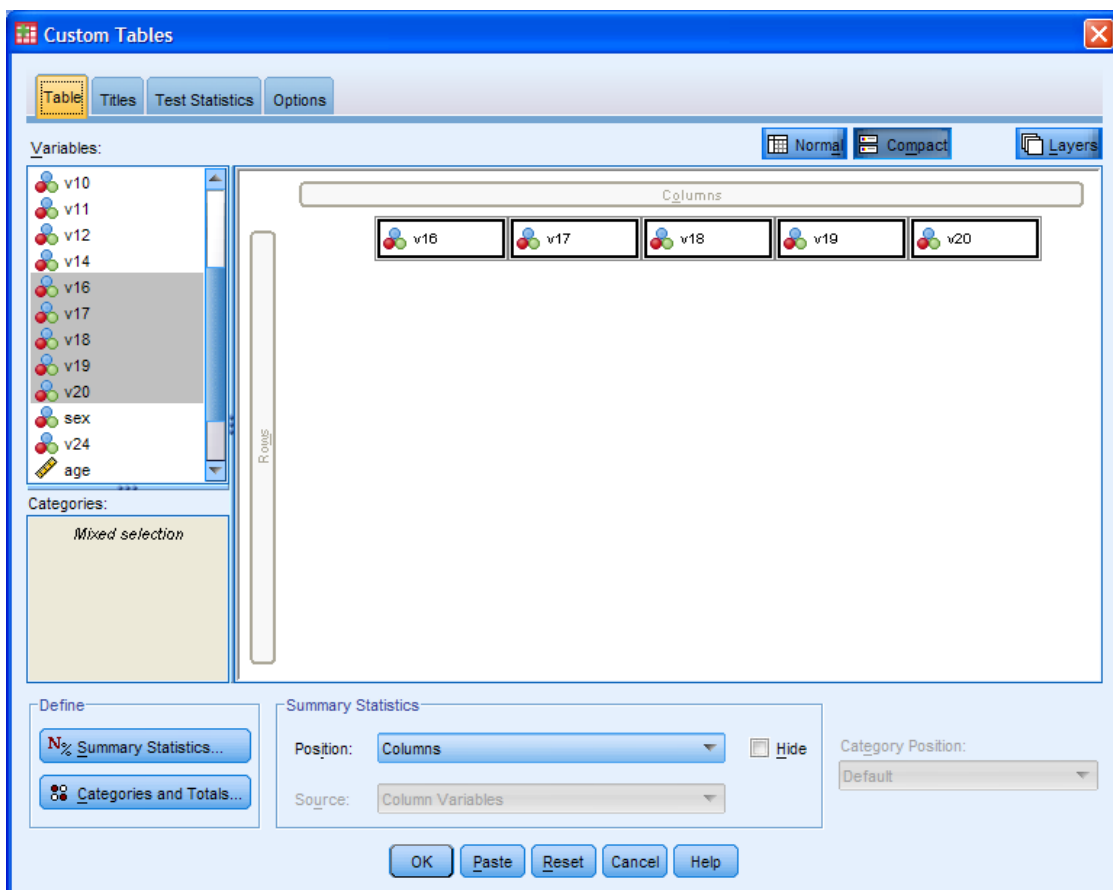 Custom Tables
Table
Titles
Test Statistics
Options
Variables:
Normal
Compact
Layers
v10
v11
v12
v14
v16
v17
v18
v19
v20
sex
v24
age
Columns
v16
v17
v18
v19
v20
Rows
Categories:
Mixed selection
Define
N% Summary Statistics...
Categories and Totals...
Summary Statistics
Position:
Columns
Hide
Source:
Column Variables
Category Position:
Default
OK
Paste
Reset
Cancel
Help